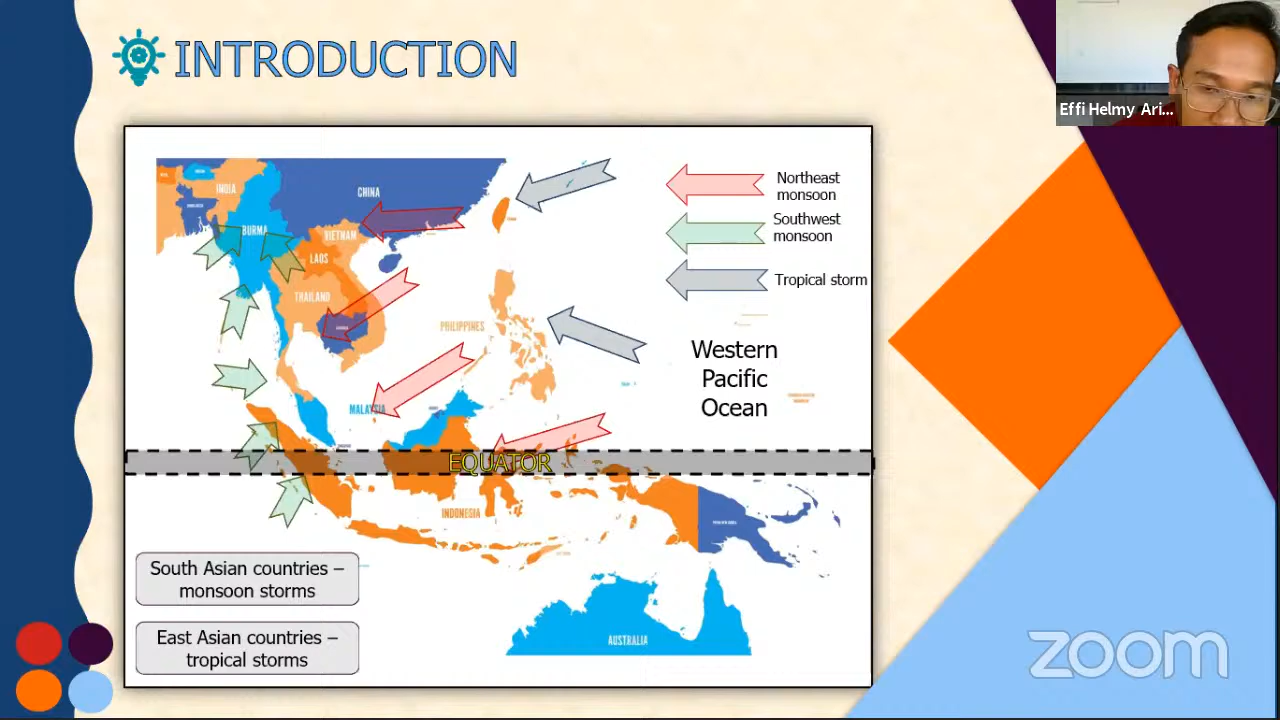 INTRODUCTION
Effi Helmy Ari...
INDIA
CHINA
BURMA
VIETNAM
LAOS
THAILAND
PHILIPPINES
MALAYSIA
EQUATOR
INDONESIA
AUSTRALIA
Northeast
monsoon
Southwest
monsoon
Tropical storm
Western
Pacific
Ocean
South Asian countries –
monsoon storms
East Asian countries –
tropical storms
zoom